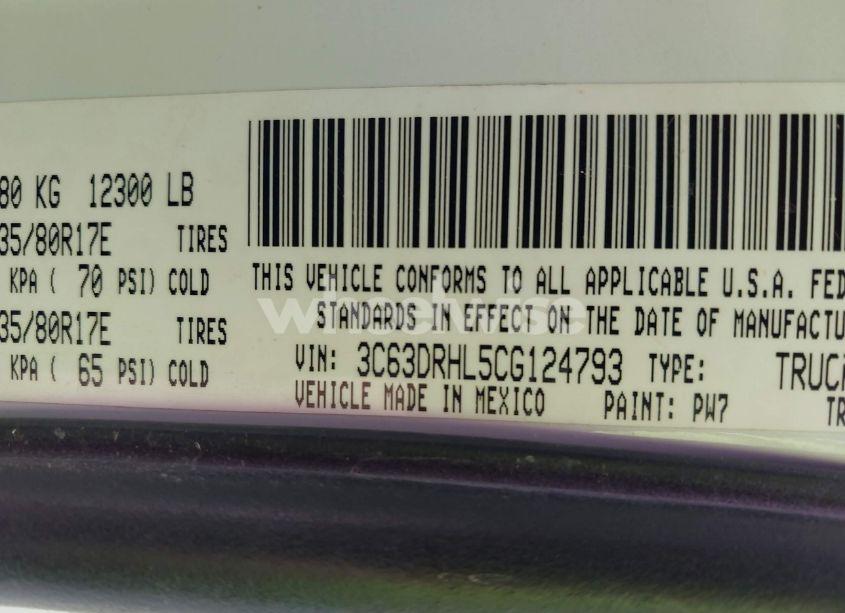 80 KG 12300 LB
35/80R17E TIRES
KPA ( 70 PSI) COLD
35/80R17E TIRES
KPA ( 65 PSI) COLD
THIS VEHICLE CONFORMS TO ALL APPLICABLE U.S.A. FED
STANDARDS IN EFFECT ON THE DATE OF MANUFACTU
VIN: 3C63DRHL5CG124793 TYPE: TRUC
VEHICLE MADE IN MEXICO PAINT: PW7 TR